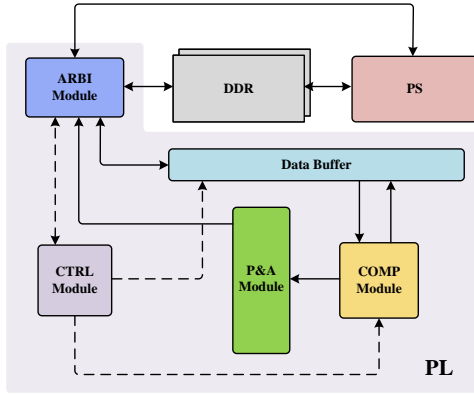 ARBI
Module
DDR
PS
Data Buffer
CTRL
Module
P&A
Module
COMP
Module
PL